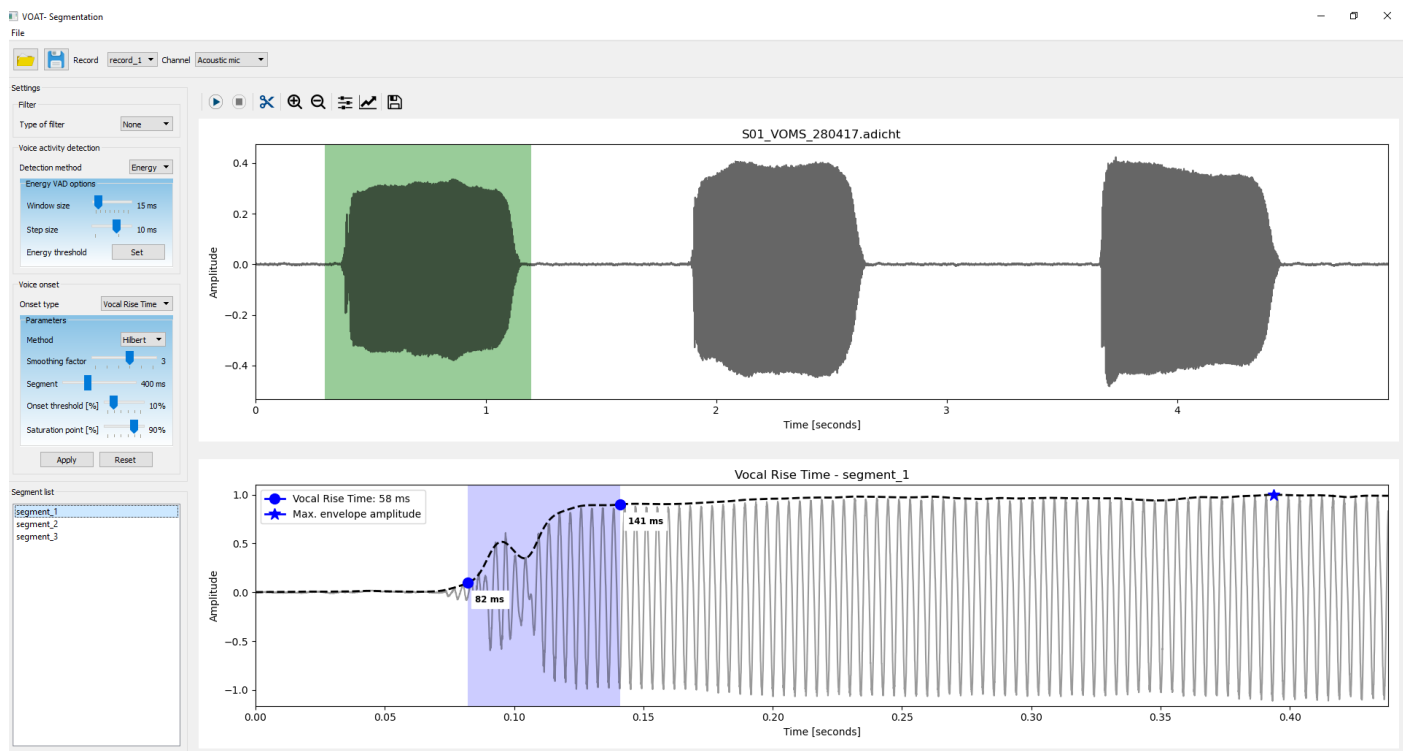 VOAT- Segmentation
File
Record record_1 Channel Acoustic mic
Settings
Filter
Type of filter None
Voice activity detection
Detection method Energy
Energy VAD options
Window size 15 ms
Step size 10 ms
Energy threshold Set
Voice onset
Onset type Vocal Rise Time
Parameters
Method Hilbert
Smoothing factor 3
Segment 400 ms
Onset threshold [%] 10%
Saturation point [%] 90%
Apply Reset
Segment list
segment_1
segment_2
segment_3
S01_VOMS_280417.adicht
Amplitude
0.4
0.2
0.0
−0.2
−0.4
0 1 2 3 4
Time [seconds]
Vocal Rise Time - segment_1
Vocal Rise Time: 58 ms
Max. envelope amplitude
141 ms
82 ms
Amplitude
1.0
0.5
0.0
−0.5
−1.0
0.00 0.05 0.10 0.15 0.20 0.25 0.30 0.35 0.40
Time [seconds]